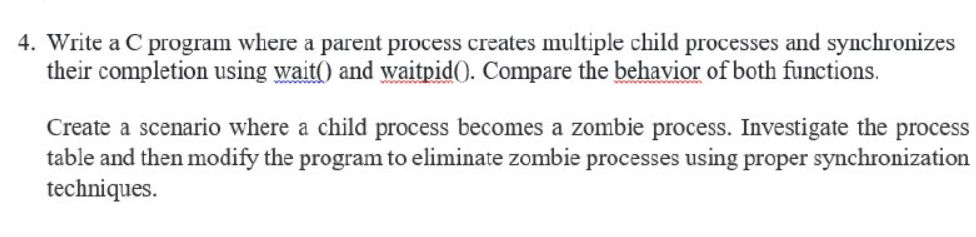 4. Write a C program where a parent process creates multiple child processes and synchronizes
their completion using wait() and waitpid(). Compare the behavior of both functions.
Create a scenario where a child process becomes a zombie process. Investigate the process
table and then modify the program to eliminate zombie processes using proper synchronization
techniques.